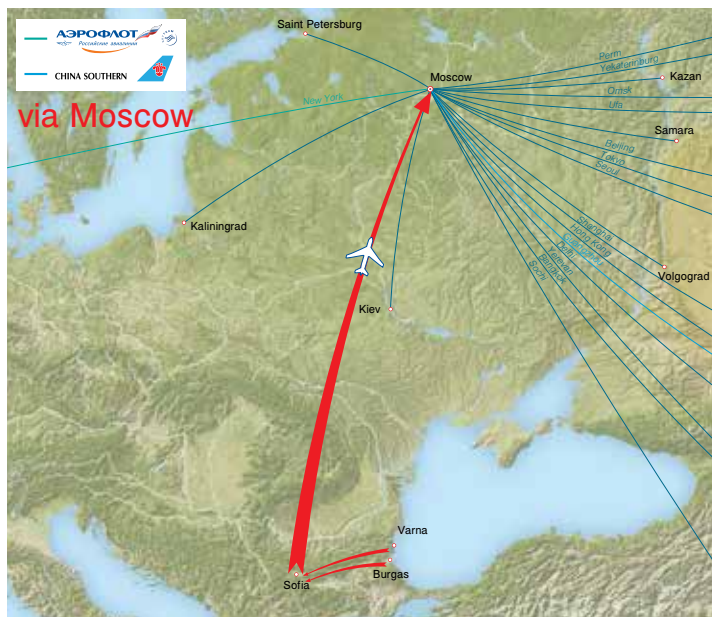 АЭРОФЛОТ
Российские авиалинии
CHINA SOUTHERN
via Moscow
Saint Petersburg
Moscow
New York
Perm
Yekaterinburg
Kazan
Omsk
Ufa
Samara
Beijing
Tokyo
Seoul
Kaliningrad
Shanghai
Hong Kong
Delhi
Yerevan
Bangkok
Sochi
Volgograd
Kiev
Varna
Burgas
Sofia